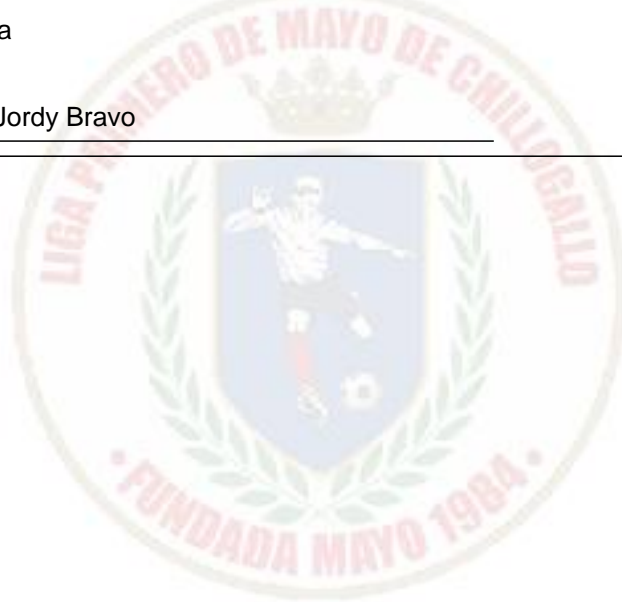 a
Jordy Bravo
LIGA PRIMERO DE MAYO DE CHILLOGALLO
• FUNDADA MAYO 1984 •